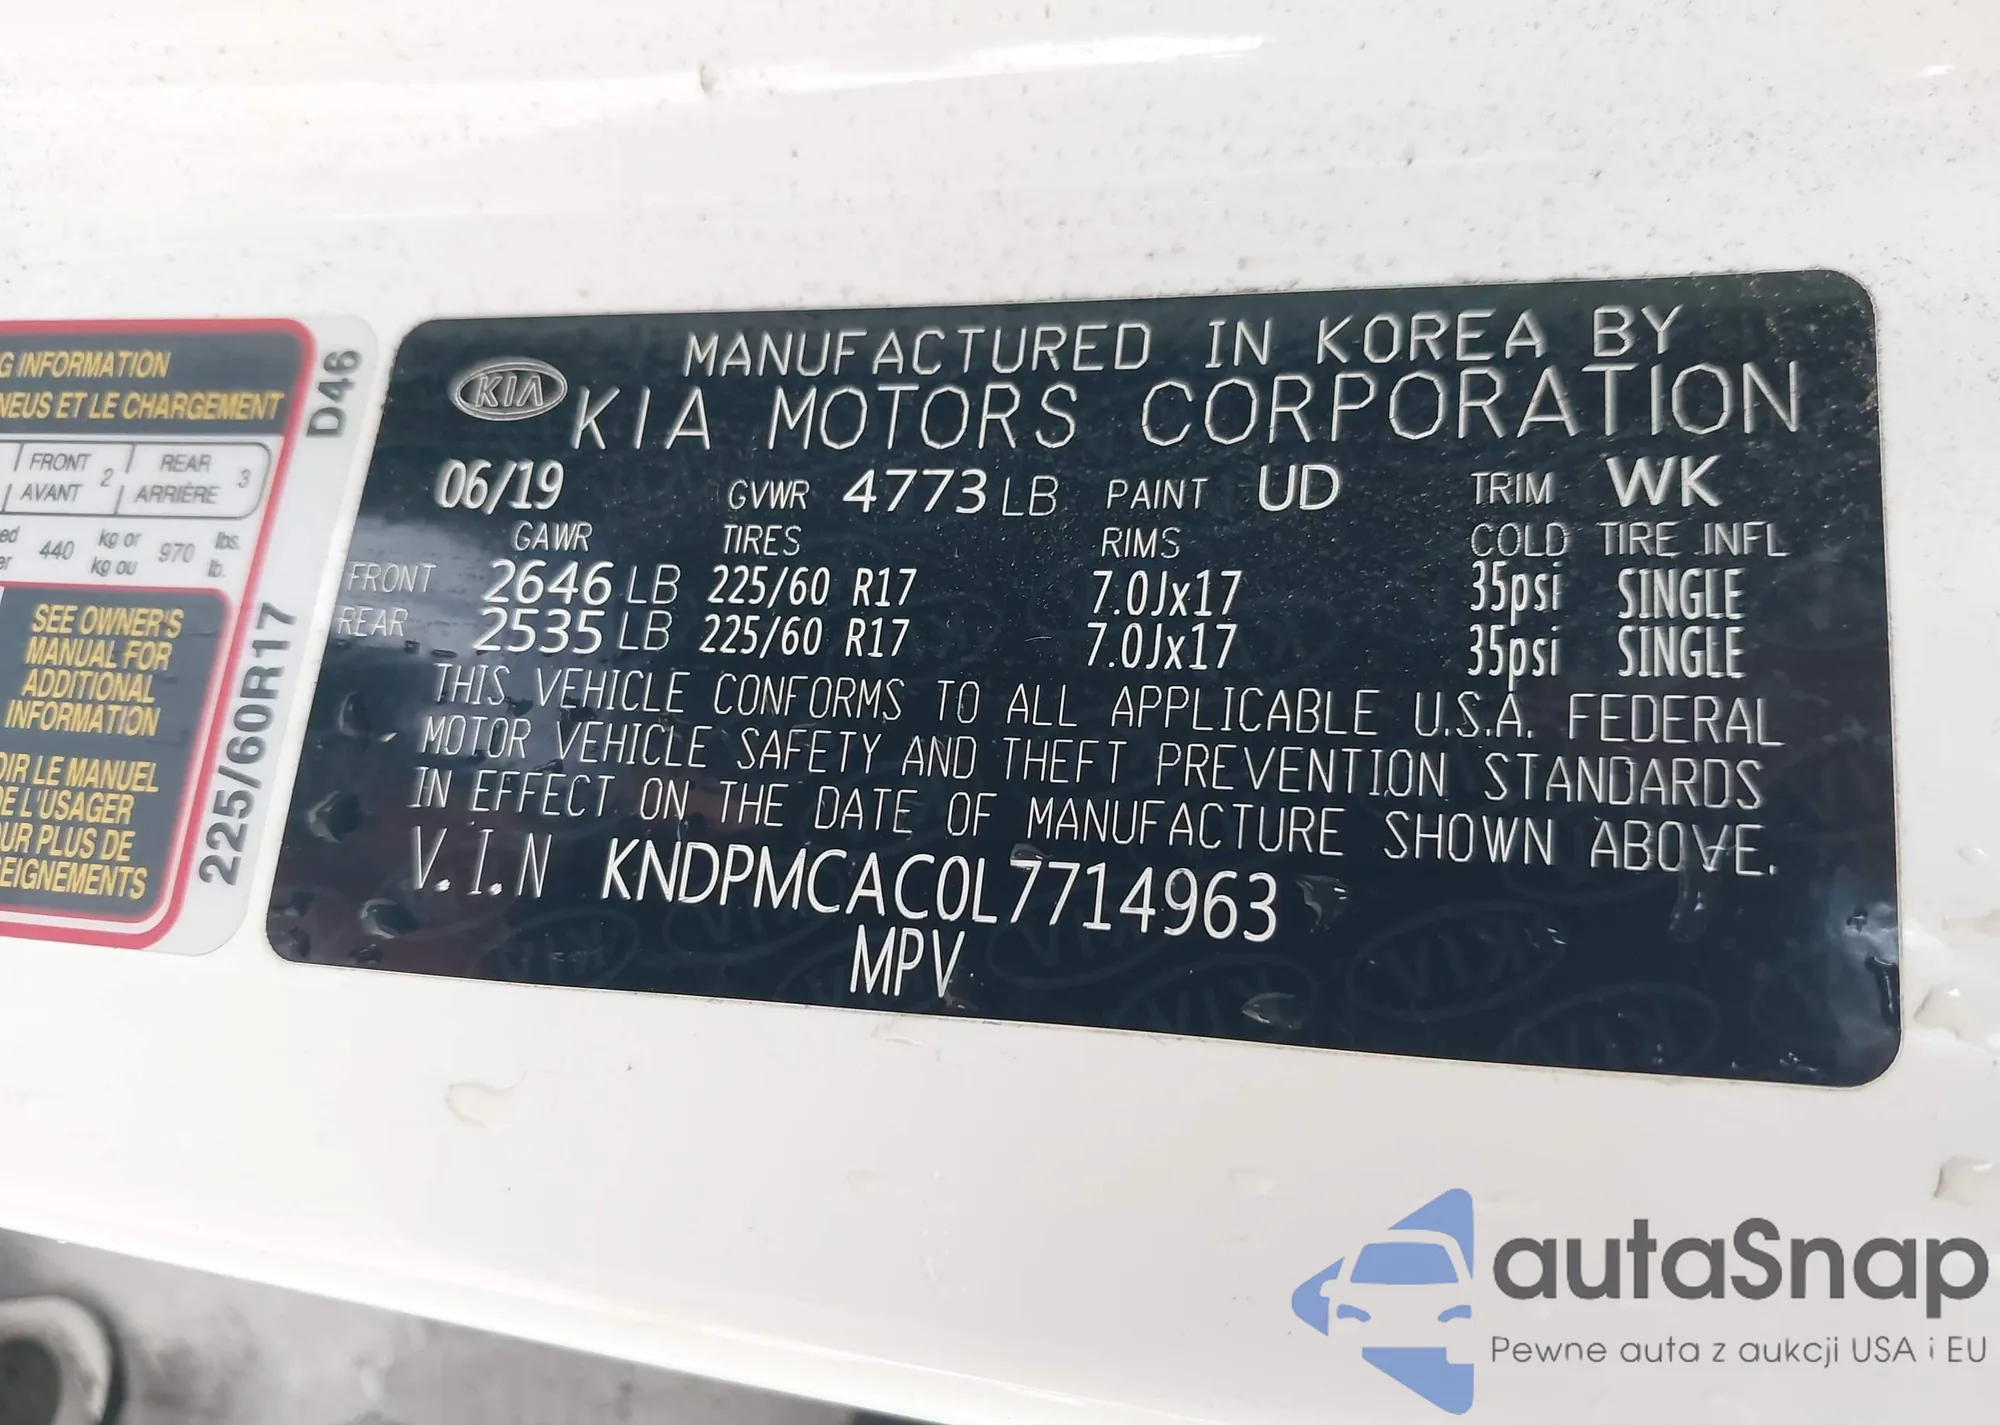 G INFORMATION
NEUS ET LE CHARGEMENT
FRONT 2 REAR 3
AVANT ARRIÈRE
440 kg or 970 lbs.
kg ou lb.
SEE OWNER'S
MANUAL FOR
ADDITIONAL
INFORMATION
OIR LE MANUEL
DE L'USAGER
OUR PLUS DE
SEIGNEMENTS
D46
225/60R17
KIA
MANUFACTURED IN KOREA BY
KIA MOTORS CORPORATION
06/19 GVWR 4773 LB PAINT UD TRIM WK
GAWR TIRES RIMS COLD TIRE INFL
FRONT 2646 LB 225/60 R17 7.0Jx17 35psi SINGLE
REAR 2535 LB 225/60 R17 7.0Jx17 35psi SINGLE
THIS VEHICLE CONFORMS TO ALL APPLICABLE U.S.A. FEDERAL
MOTOR VEHICLE SAFETY AND THEFT PREVENTION STANDARDS
IN EFFECT ON THE DATE OF MANUFACTURE SHOWN ABOVE.
V.I.N KNDPMCAC0L7714963
MPV
autaSnap
Pewne auta z aukcji USA i EU